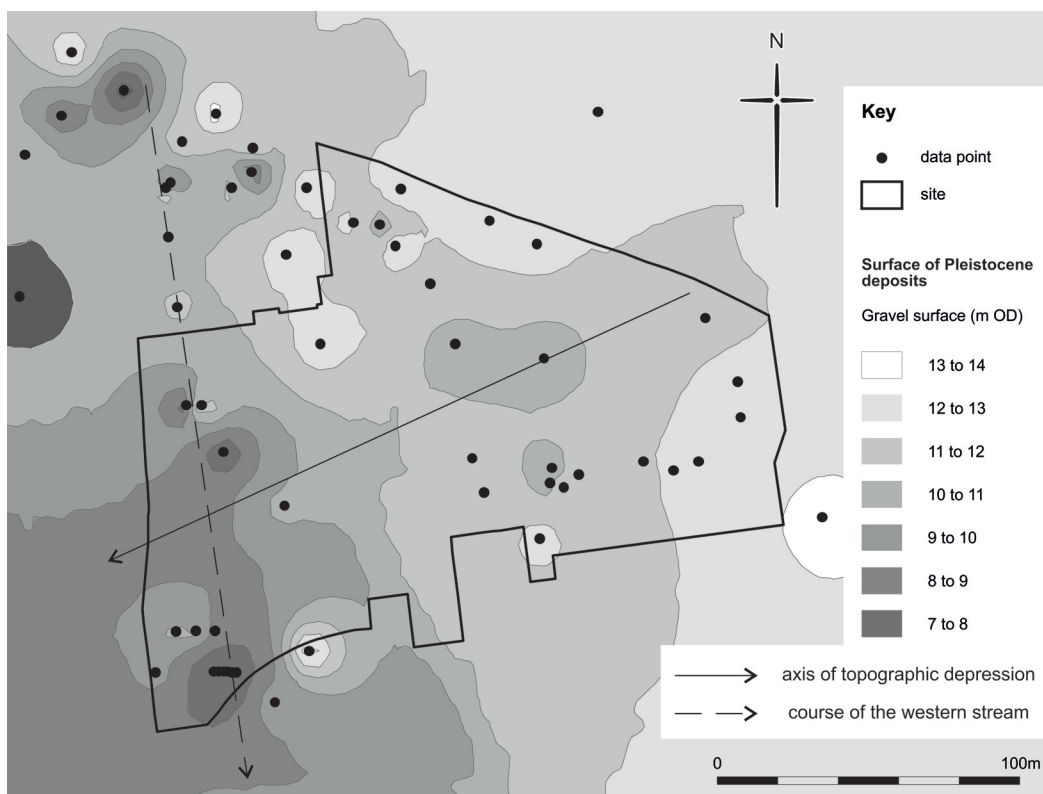 N
Key
data point
site
Surface of Pleistocene
deposits
Gravel surface (m OD)
13 to 14
12 to 13
11 to 12
10 to 11
9 to 10
8 to 9
7 to 8
axis of topographic depression
course of the western stream
0 100m